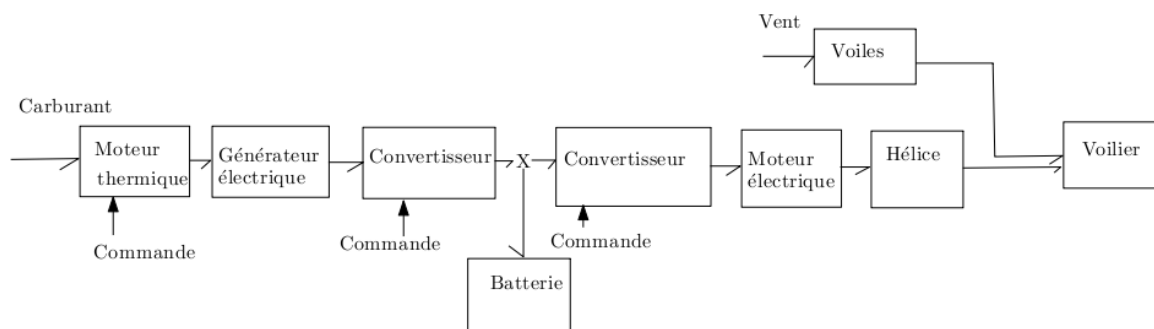 Vent
Voiles
Carburant
Moteur
thermique
Générateur
électrique
Convertisseur
X
Convertisseur
Moteur
électrique
Hélice
Voilier
Commande
Commande
Commande
Batterie